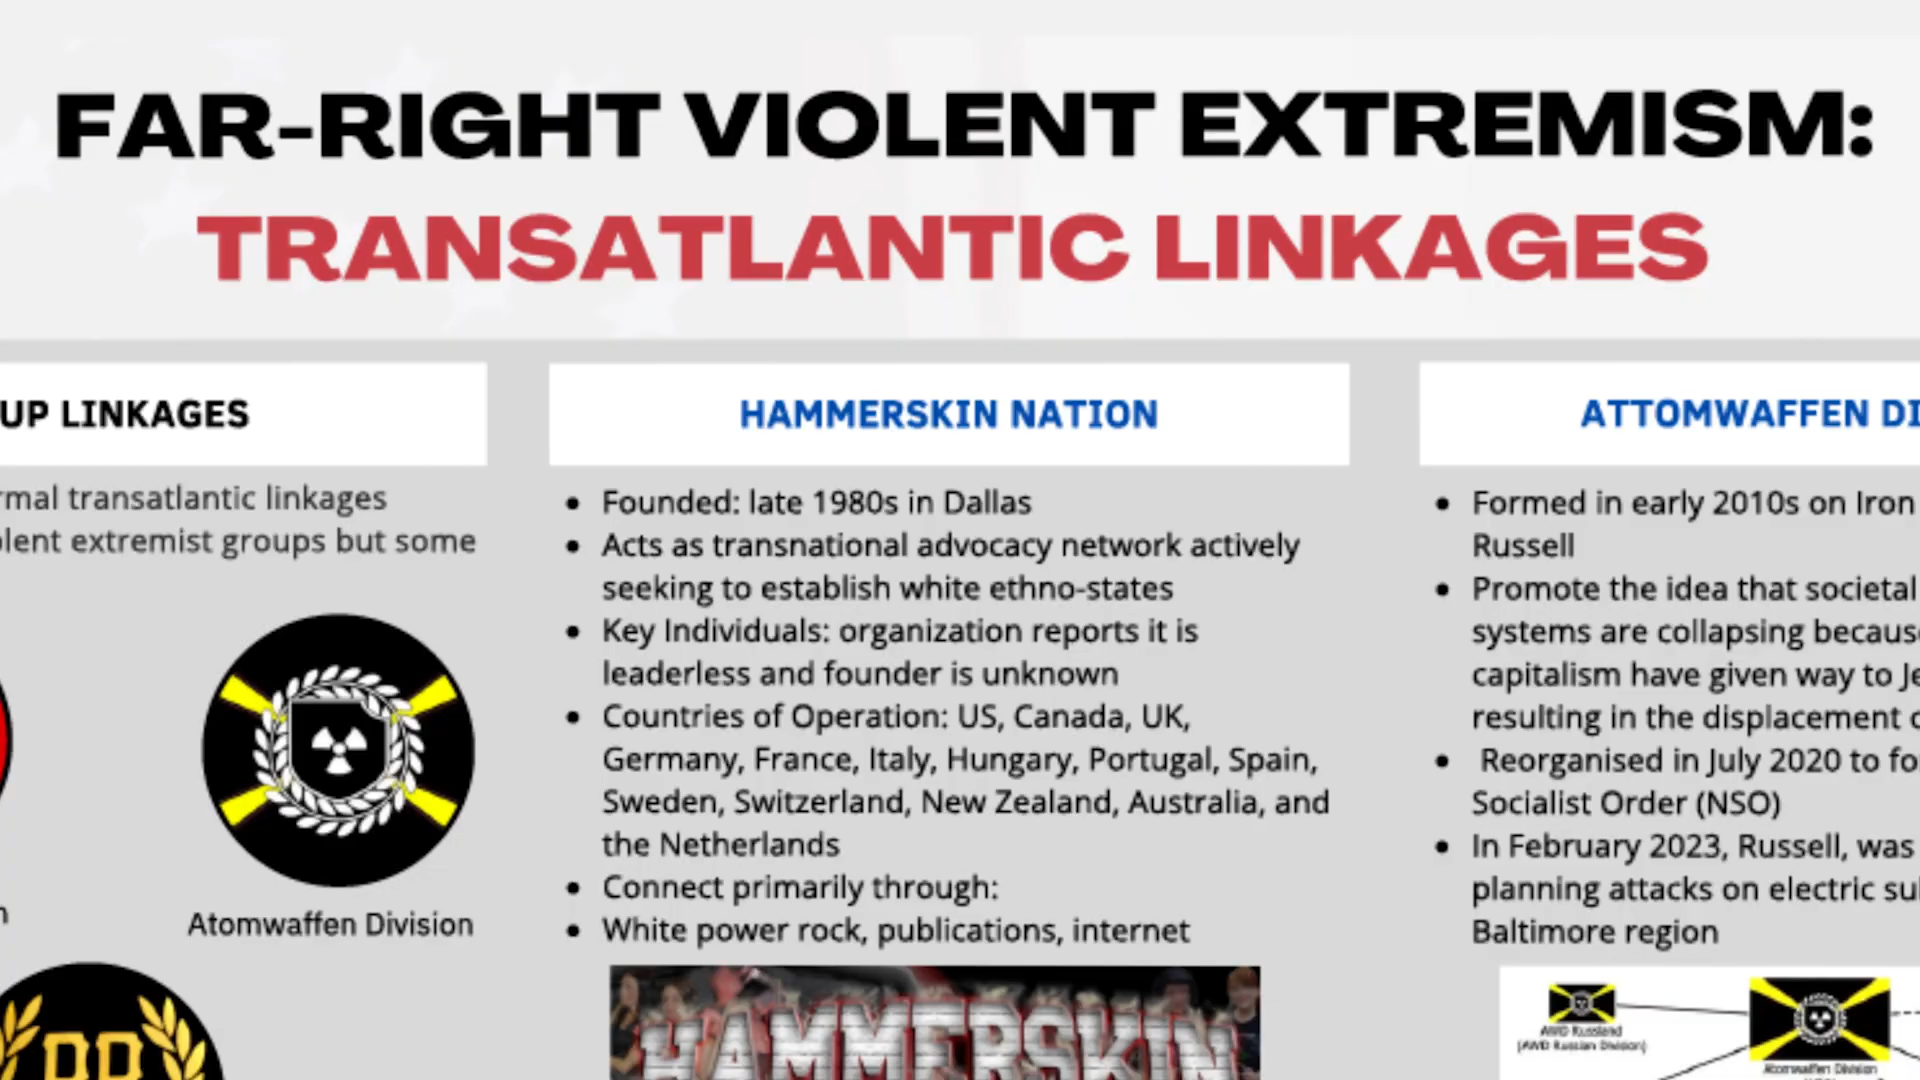 FAR-RIGHT VIOLENT EXTREMISM:
TRANSATLANTIC LINKAGES
UP LINKAGES
rmal transatlantic linkages
lent extremist groups but some
Atomwaffen Division
HAMMERSKIN NATION
• Founded: late 1980s in Dallas
• Acts as transnational advocacy network actively
seeking to establish white ethno-states
• Key Individuals: organization reports it is
leaderless and founder is unknown
• Countries of Operation: US, Canada, UK,
Germany, France, Italy, Hungary, Portugal, Spain,
Sweden, Switzerland, New Zealand, Australia, and
the Netherlands
• Connect primarily through:
• White power rock, publications, internet
HAMMERSKIN
ATTOMWAFFEN DI
• Formed in early 2010s on Iron
Russell
• Promote the idea that societal
systems are collapsing becaus
capitalism have given way to Je
resulting in the displacement
• Reorganised in July 2020 to fo
Socialist Order (NSO)
• In February 2023, Russell, was
planning attacks on electric su
Baltimore region
AWD Russland
(AWD Russian Division)
Atomwaffen Division